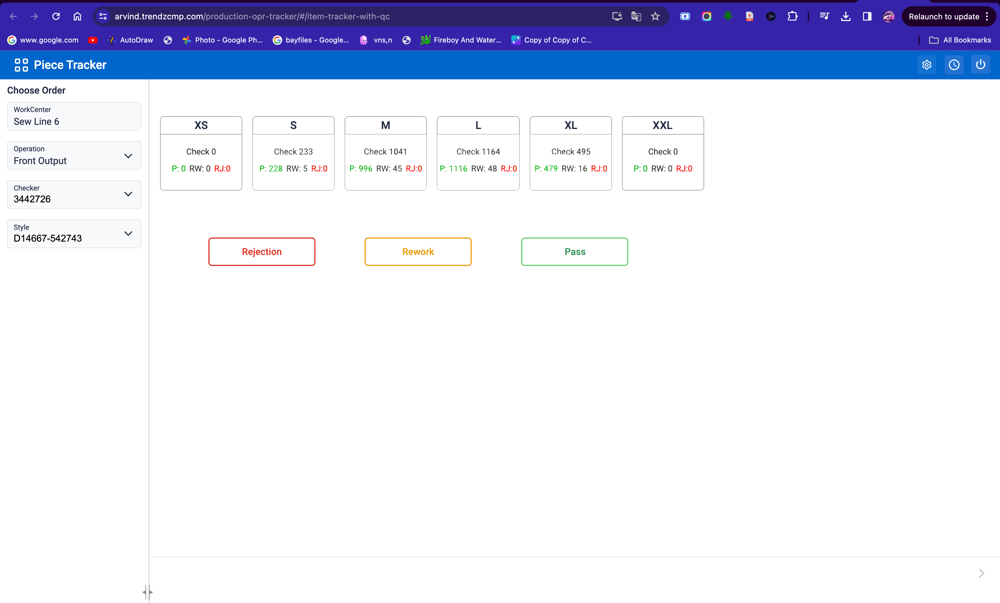 arvind.trendzcmp.com/production-opr-tracker/#/item-tracker-with-qc
Relaunch to update
www.google.com
AutoDraw
Photo - Google Ph...
bayfiles - Google...
vns,n
Fireboy And Water...
Copy of Copy of C...
All Bookmarks
Piece Tracker
Choose Order
WorkCenter
Sew Line 6
Operation
Front Output
Checker
3442726
Style
D14667-542743
XS
Check 0
P: 0 RW: 0 RJ:0
S
Check 233
P: 228 RW: 5 RJ:0
M
Check 1041
P: 996 RW: 45 RJ:0
L
Check 1164
P: 1116 RW: 48 RJ:0
XL
Check 495
P: 479 RW: 16 RJ:0
XXL
Check 0
P: 0 RW: 0 RJ:0
Rejection
Rework
Pass